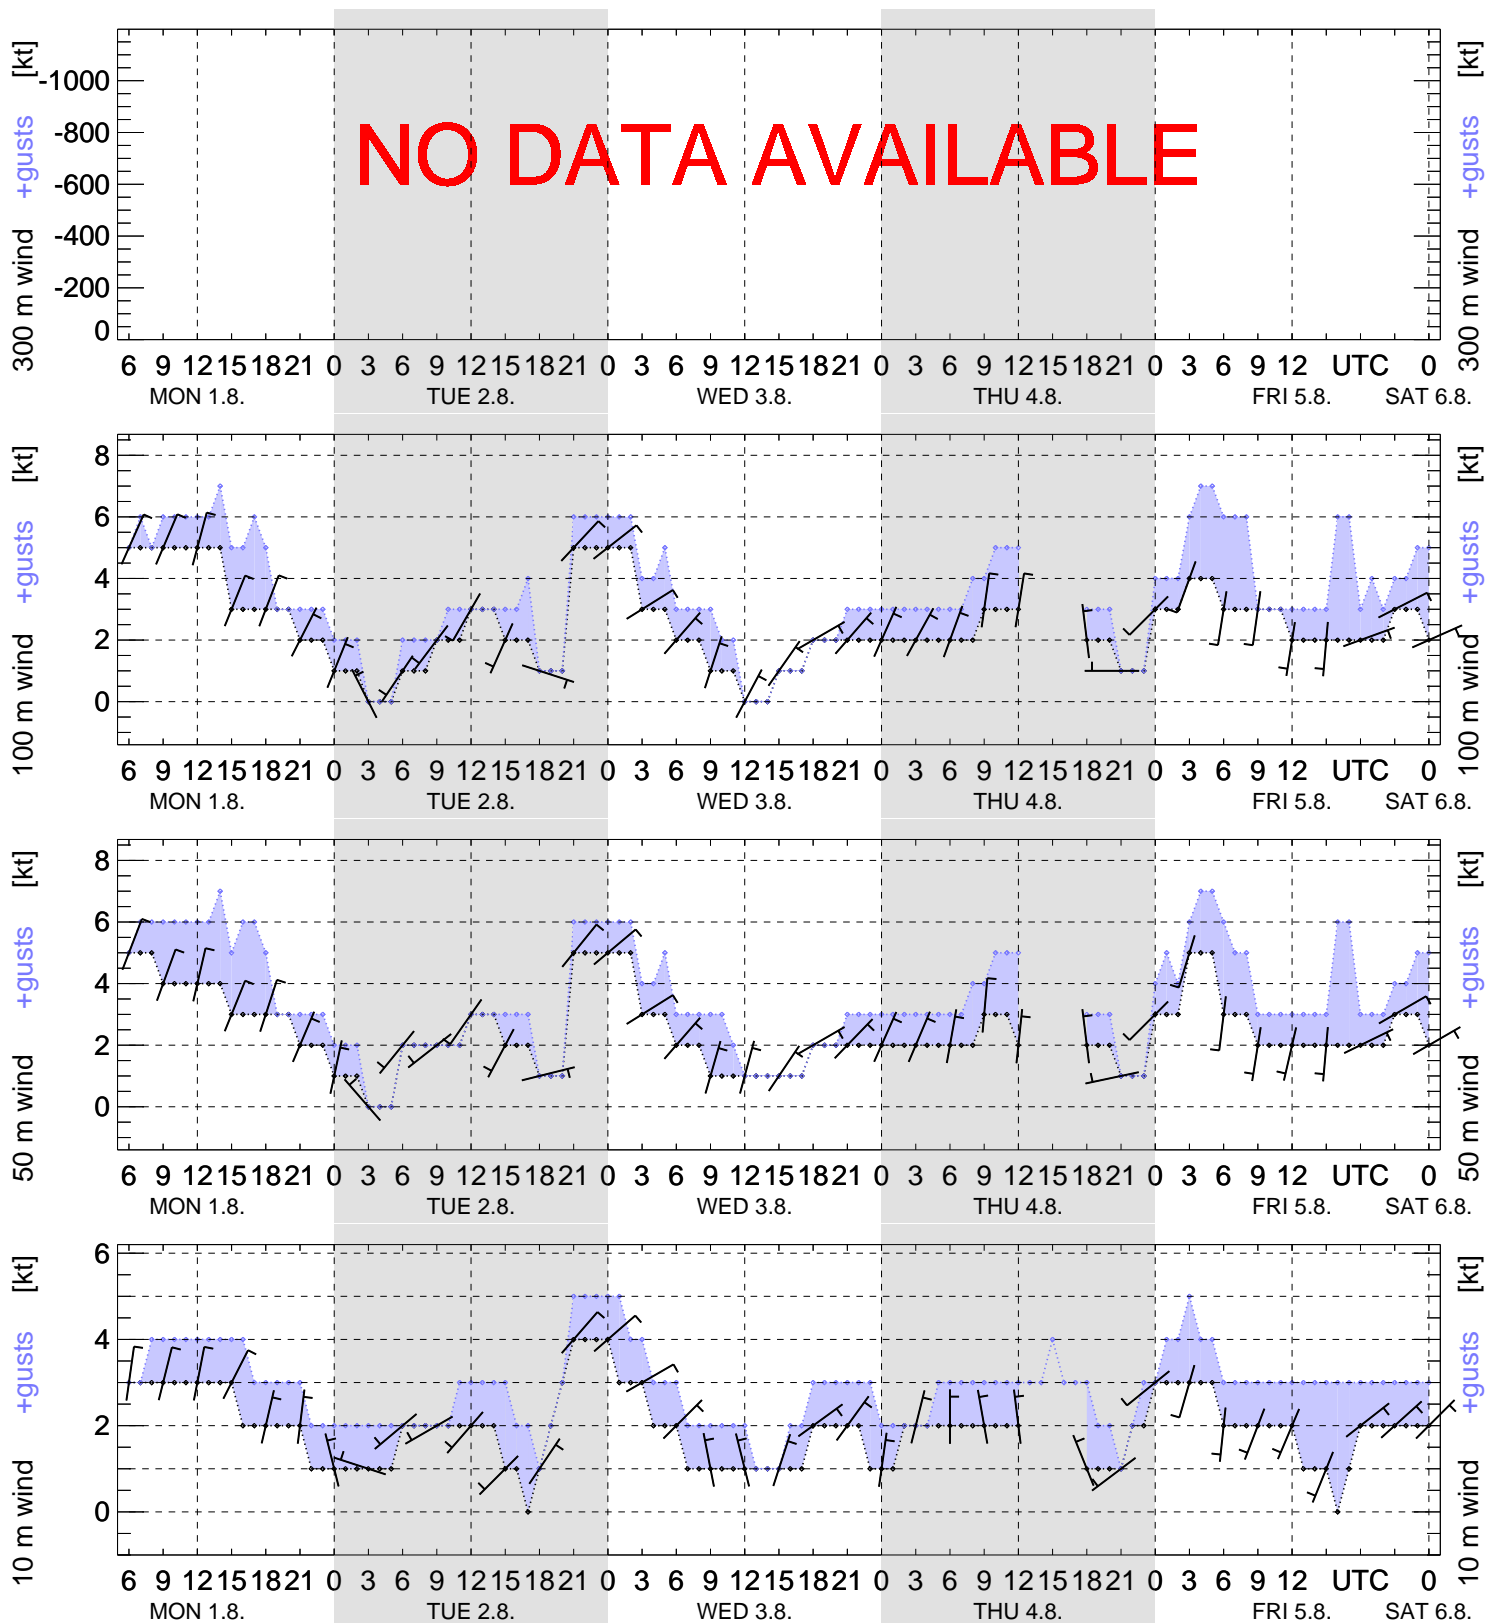 300 m wind +gusts [kt]
-1000
-800
NO DATA AVAILABLE
-600
-400
-200
0
300 m wind +gusts [kt]
6 9 12 15 18 21 0 3 6 9 12 15 18 21 0 3 6 9 12 15 18 21 0 3 6 9 12 15 18 21 0 3 6 9 12 UTC 0
MON 1.8. TUE 2.8. WED 3.8. THU 4.8. FRI 5.8. SAT 6.8.
100 m wind +gusts [kt]
8
6
4
2
0
100 m wind +gusts [kt]
6 9 12 15 18 21 0 3 6 9 12 15 18 21 0 3 6 9 12 15 18 21 0 3 6 9 12 15 18 21 0 3 6 9 12 UTC 0
MON 1.8. TUE 2.8. WED 3.8. THU 4.8. FRI 5.8. SAT 6.8.
50 m wind +gusts [kt]
8
6
4
2
0
50 m wind +gusts [kt]
6 9 12 15 18 21 0 3 6 9 12 15 18 21 0 3 6 9 12 15 18 21 0 3 6 9 12 15 18 21 0 3 6 9 12 UTC 0
MON 1.8. TUE 2.8. WED 3.8. THU 4.8. FRI 5.8. SAT 6.8.
10 m wind +gusts [kt]
6
4
2
0
10 m wind +gusts [kt]
6 9 12 15 18 21 0 3 6 9 12 15 18 21 0 3 6 9 12 15 18 21 0 3 6 9 12 15 18 21 0 3 6 9 12 UTC 0
MON 1.8. TUE 2.8. WED 3.8. THU 4.8. FRI 5.8. SAT 6.8.